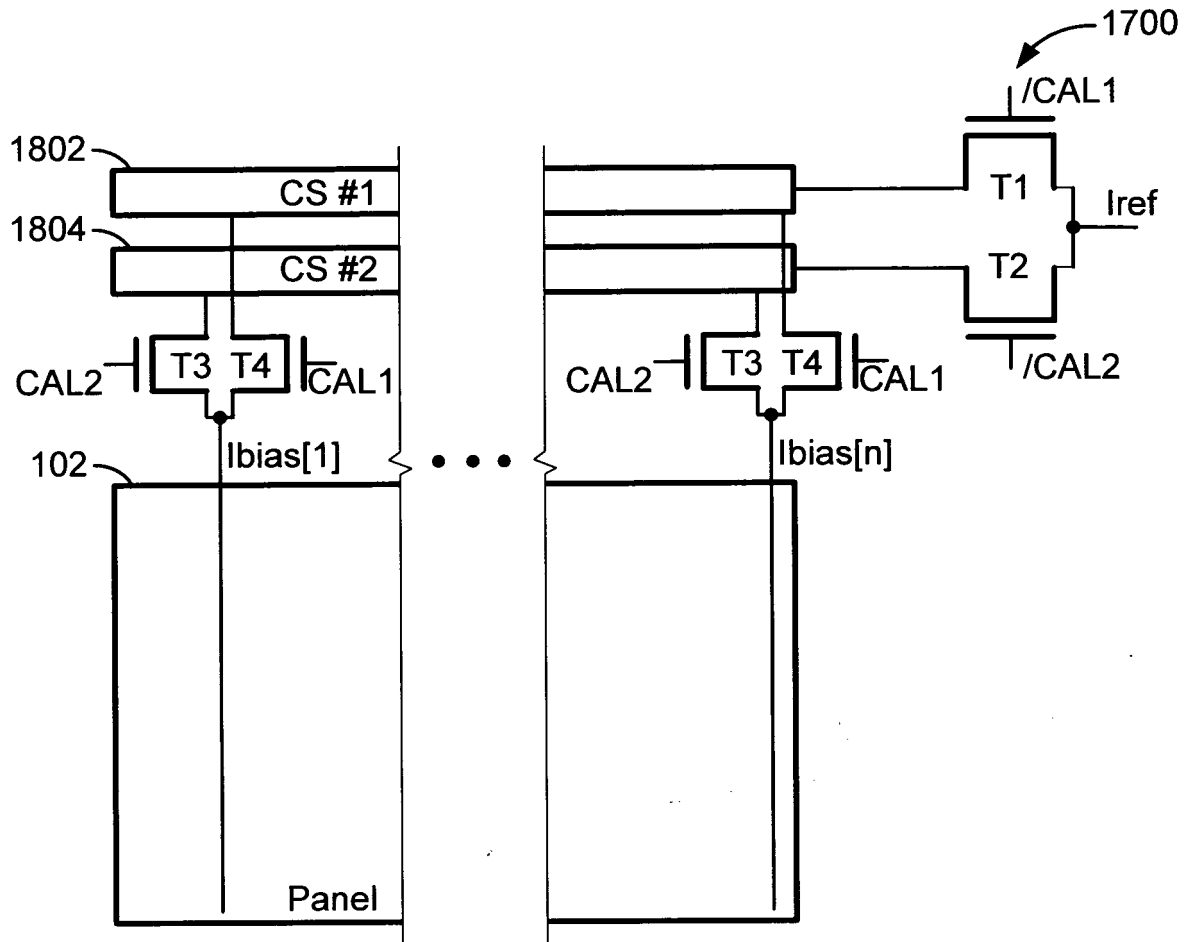 1700
/CAL1
1802
CS #1
T1
Iref
1804
CS #2
T2
/CAL2
T3 T4
CAL2
CAL1
T3 T4
CAL2
CAL1
102
Ibias[1]
Ibias[n]
Panel